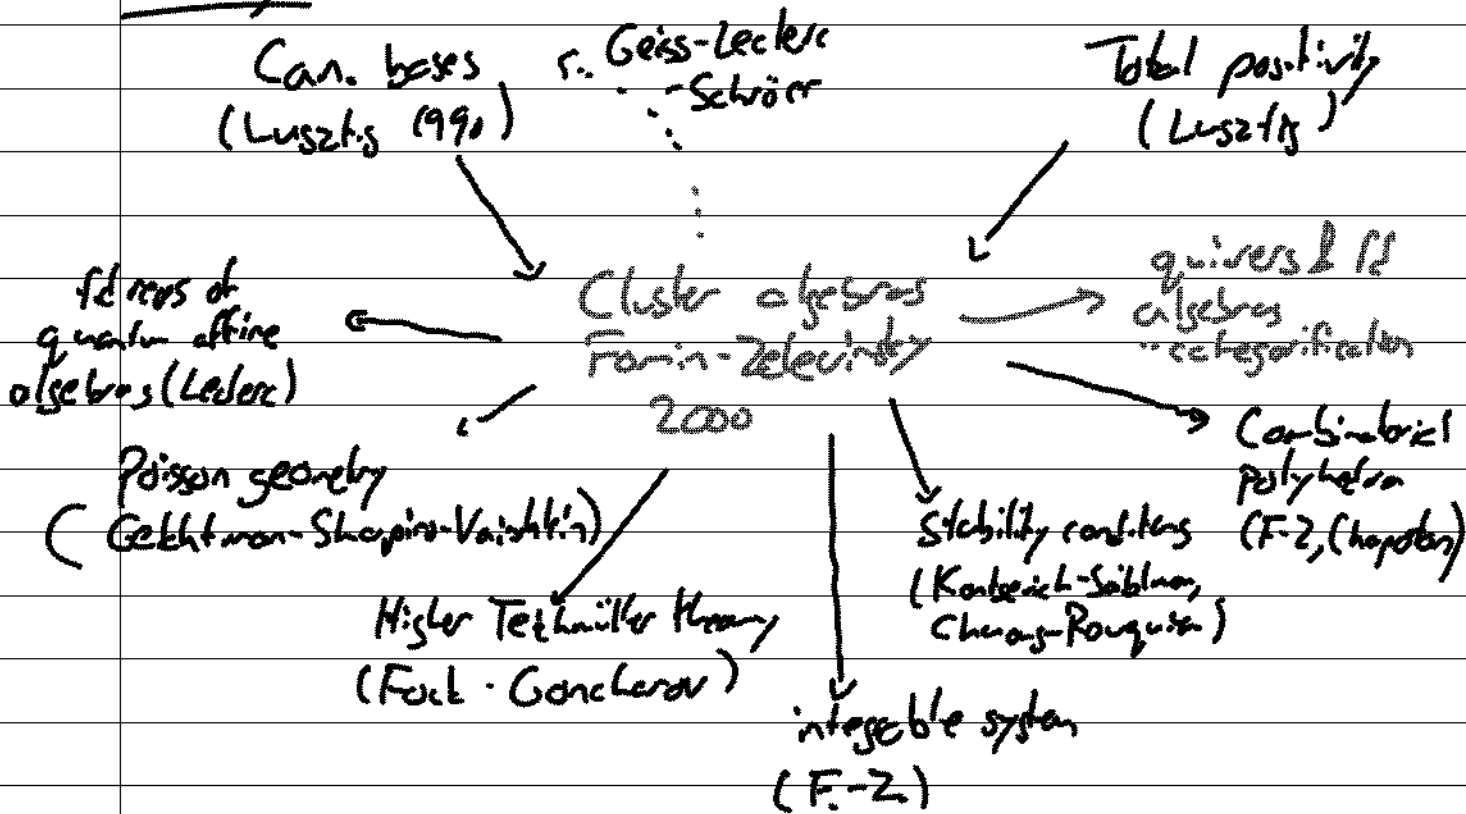 Can. bases
(Lusztig 1990)
Geiss-Leclerc
-Schröer
Total positivity
(Lusztig)
Cluster algebras
Fomin-Zelevinsky
2000
quivers & fd
algebras
categorification
fd reps of
quantum affine
algebras (Leclerc)
Poisson geometry
(Gekhtman-Shapiro-Vainshtein)
Higher Teichmüller theory
(Fock-Goncharov)
integrable system
(F.-Z.)
Stability conditions
(Kontsevich-Soibelman,
Chuang-Rouquier)
Combinatorial
polyhedra
(F-Z, Chapoton)